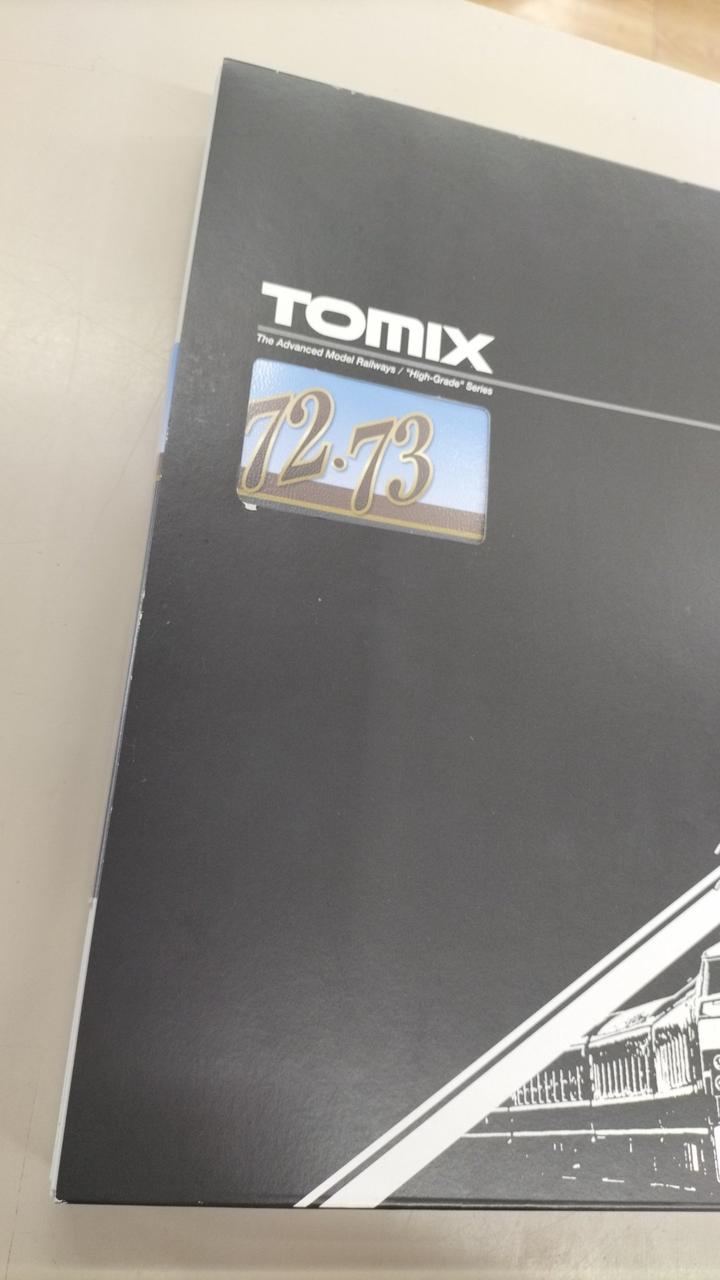 TOMIX
The Advanced Model Railways / "High-Grade" Series
72·73